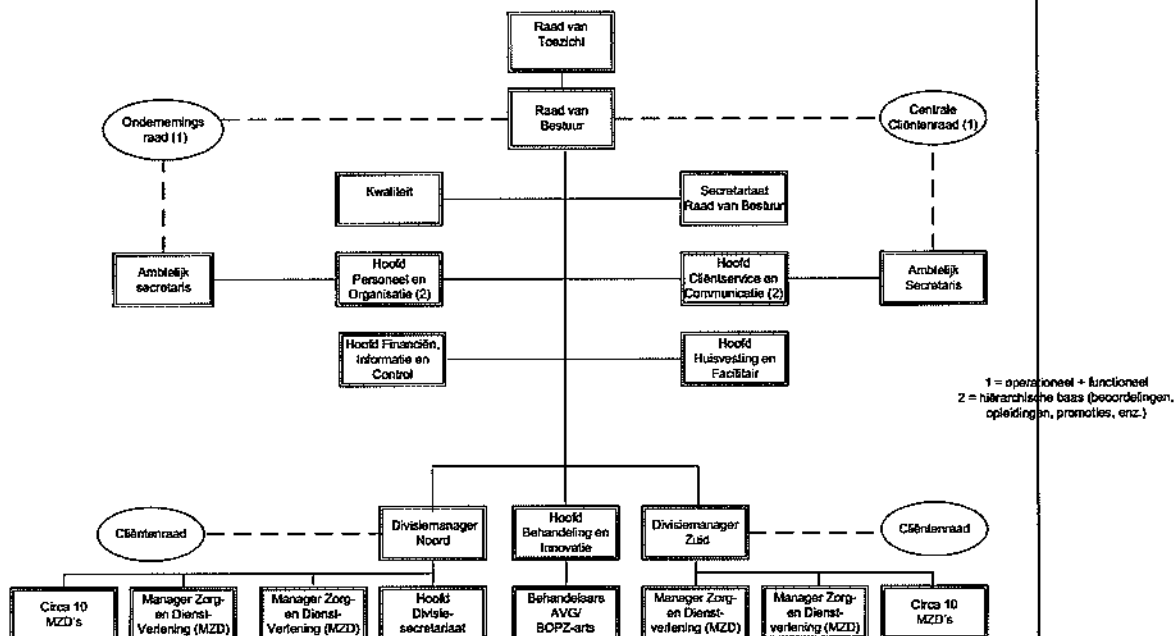 Raad van
Toezicht
Raad van
Bestuur
Ondernemings
raad (1)
Centrale
Cliëntenraad (1)
Kwaliteit
Secretariaat
Raad van Bestuur
Ambtelijk
secretaris
Hoofd
Personeel en
Organisatie (2)
Hoofd
Cliëntservice en
Communicatie (2)
Ambtelijk
Secretaris
Hoofd Financiën,
Informatie en
Control
Hoofd
Huisvesting en
Facilitair
1 = operationeel + functioneel
2 = hiërarchische baas (beoordelingen,
opleidingen, promoties, enz.)
Cliëntenraad
Divisiemanager
Noord
Hoofd
Behandeling en
Innovatie
Divisiemanager
Zuid
Cliëntenraad
Circa 10
MZD's
Manager Zorg-
en Dienst-
Verlening (MZD)
Manager Zorg-
en Dienst-
Verlening (MZD)
Hoofd
Divisie-
secretariaat
Behandelaars
AVG/
BOPZ-arts
Manager Zorg-
en Dienst-
verlening (MZD)
Manager Zorg-
en Dienst-
verlening (MZD)
Circa 10
MZD's